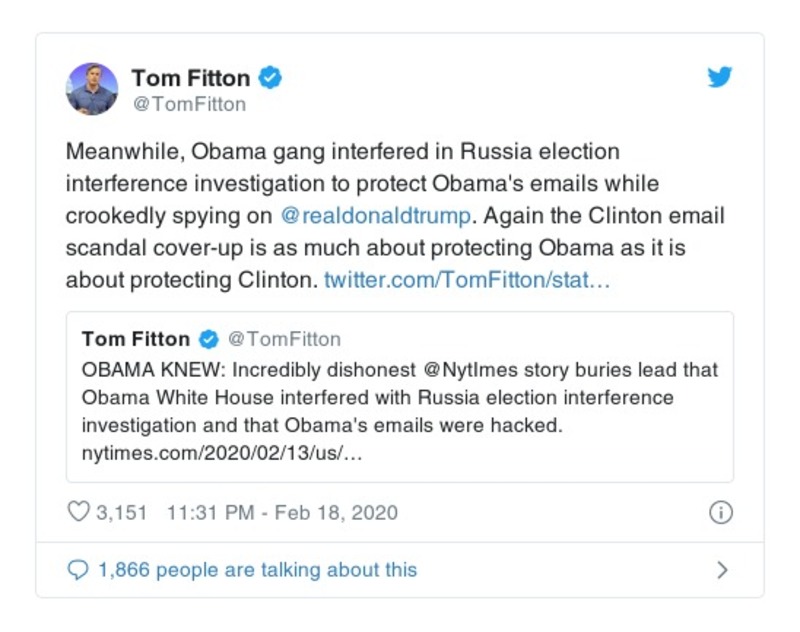 Tom Fitton
@TomFitton
Meanwhile, Obama gang interfered in Russia election
interference investigation to protect Obama's emails while
crookedly spying on @realdonaldtrump. Again the Clinton email
scandal cover-up is as much about protecting Obama as it is
about protecting Clinton. twitter.com/TomFitton/stat…
Tom Fitton @TomFitton
OBAMA KNEW: Incredibly dishonest @NytImes story buries lead that
Obama White House interfered with Russia election interference
investigation and that Obama's emails were hacked.
nytimes.com/2020/02/13/us/…
3,151 11:31 PM - Feb 18, 2020
1,866 people are talking about this